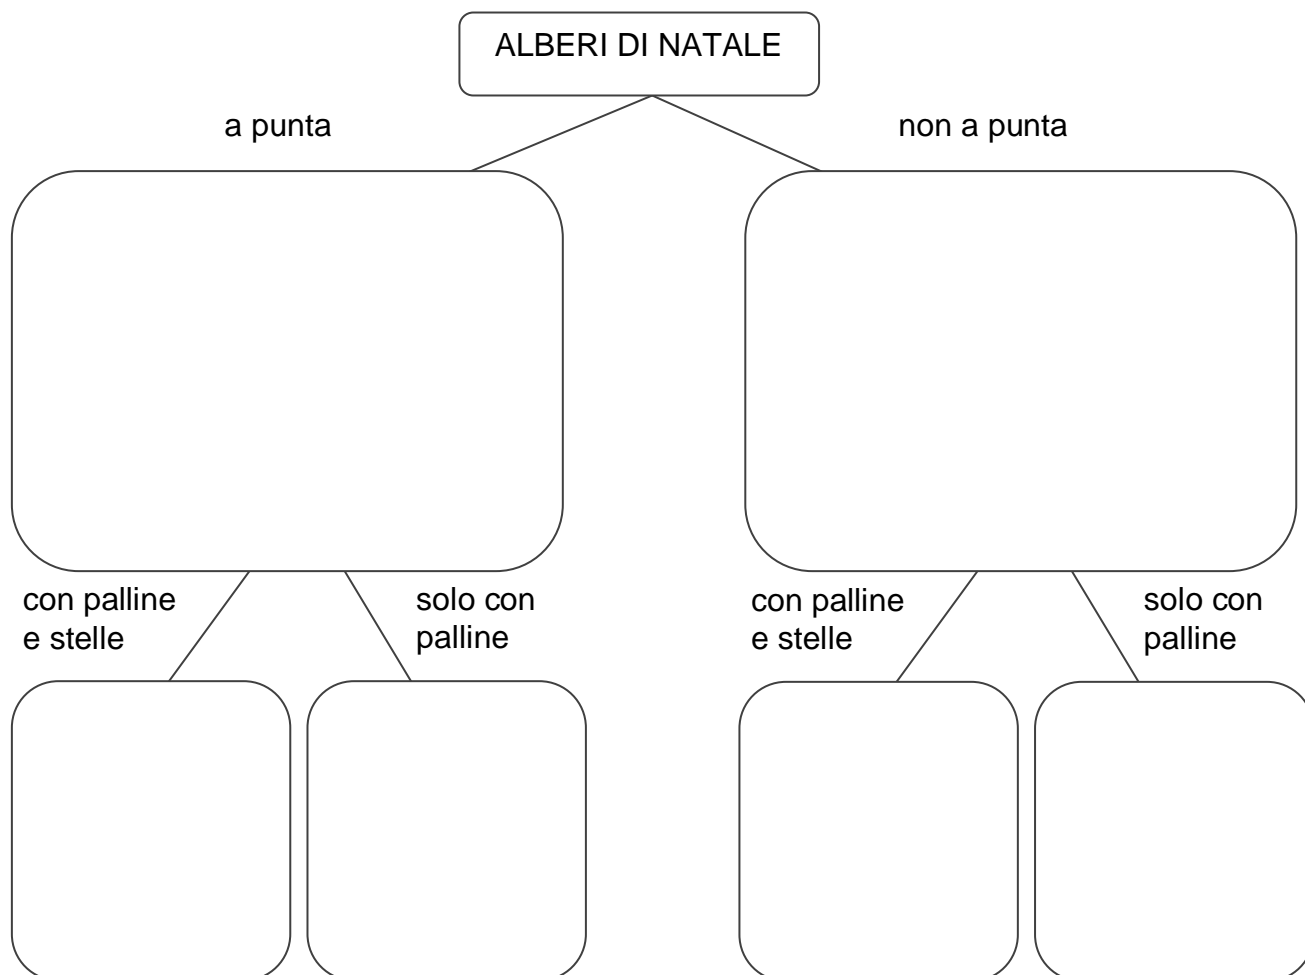 ALBERI DI NATALE
a punta
non a punta
con palline
e stelle
solo con
palline
con palline
e stelle
solo con
palline